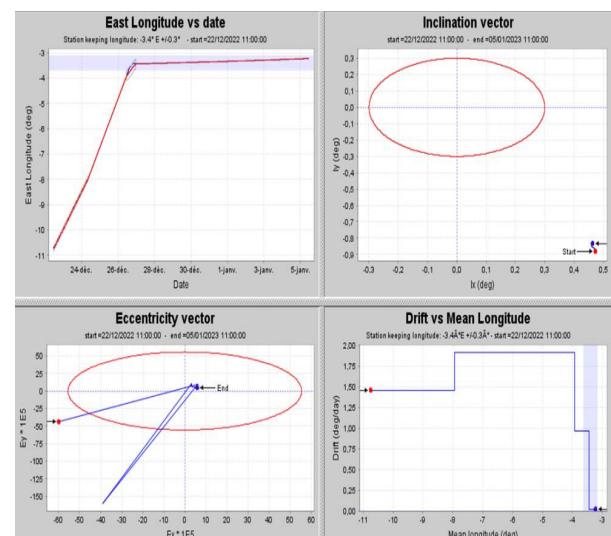 East Longitude vs date
Station keeping longitude: -3.4° E +/-0.3° - start=22/12/2022 11:00:00
East Longitude (deg)
-3
-4
-5
-6
-7
-8
-9
-10
-11
24-déc. 26-déc. 28-déc. 30-déc. 1-janv. 3-janv. 5-janv.
Date
Inclination vector
start=22/12/2022 11:00:00 - end=05/01/2023 11:00:00
Iy (deg)
0,3
0,2
0,1
0,0
-0,1
-0,2
-0,3
-0,4
-0,5
-0,6
-0,7
-0,8
-0,9
Start
-0,3 -0,2 -0,1 0,0 0,1 0,2 0,3 0,4 0,5
Ix (deg)
Eccentricity vector
start=22/12/2022 11:00:00 - end=05/01/2023 11:00:00
Ey * 1E5
50
25
0
-25
-50
-75
-100
-125
-150
End
-60 -50 -40 -30 -20 -10 0 10 20 30 40 50 60
Ex * 1E5
Drift vs Mean Longitude
Station keeping longitude: -3.4Â°E +/-0.3Â° - start=22/12/2022 11:00:00
Drift (deg/day)
2,00
1,75
1,50
1,25
1,00
0,75
0,50
0,25
0,00
-11 -10 -9 -8 -7 -6 -5 -4 -3
Mean longitude (deg)